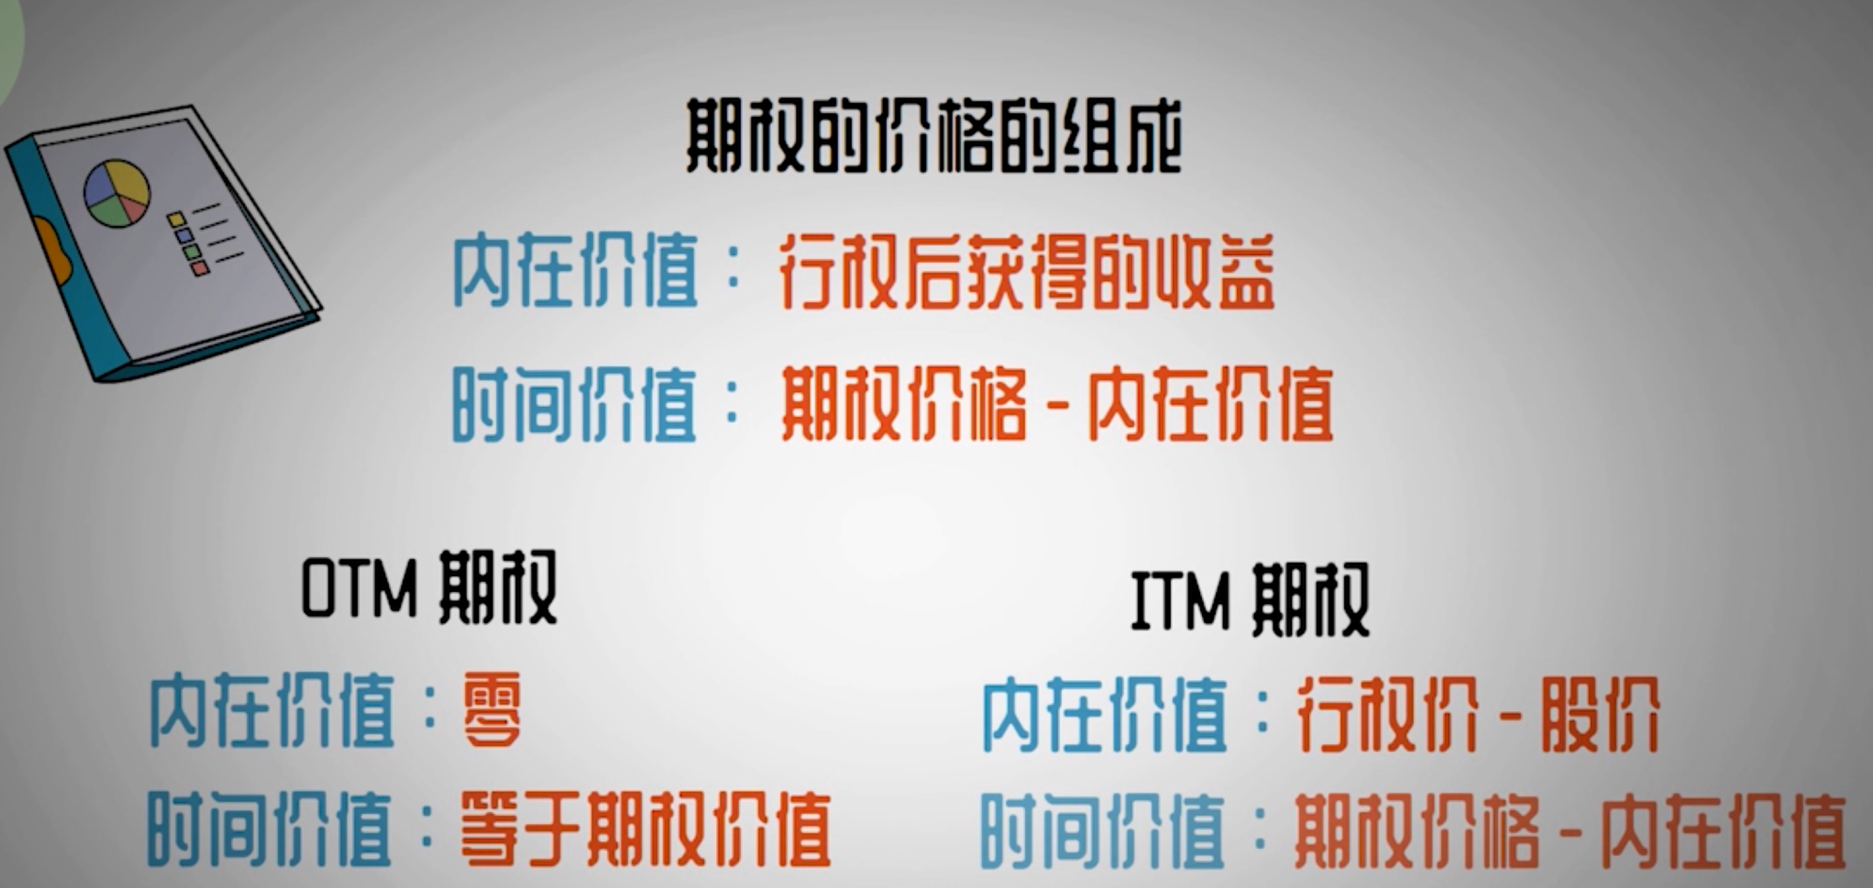 期权的价格的组成
内在价值：行权后获得的收益
时间价值：期权价格-内在价值
OTM 期权
内在价值：零
时间价值：等于期权价值
ITM 期权
内在价值：行权价-股价
时间价值：期权价格-内在价值